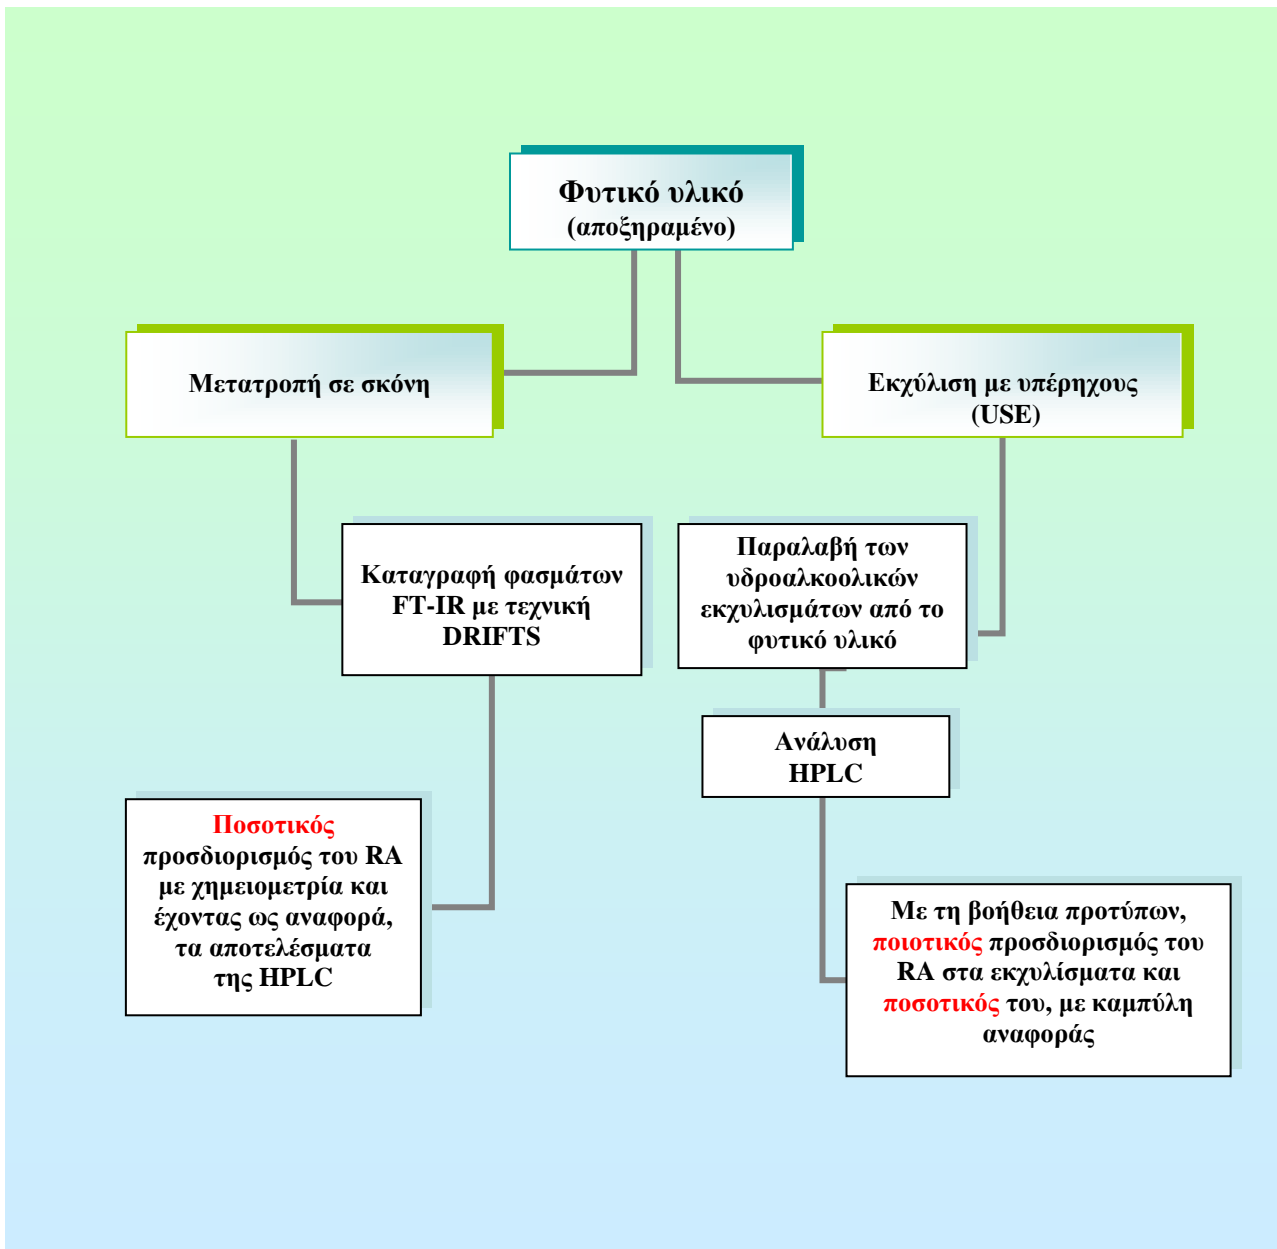 Φυτικό υλικό
(αποξηραμένο)
Μετατροπή σε σκόνη
Εκχύλιση με υπέρηχους
(USE)
Καταγραφή φασμάτων
FT-IR με τεχνική
DRIFTS
Παραλαβή των
υδροαλκοολικών
εκχυλισμάτων από το
φυτικό υλικό
Ανάλυση
HPLC
Ποσοτικός
προσδιορισμός του RA
με χημειομετρία και
έχοντας ως αναφορά,
τα αποτελέσματα
της HPLC
Με τη βοήθεια προτύπων,
ποιοτικός προσδιορισμός του
RA στα εκχυλίσματα και
ποσοτικός του, με καμπύλη
αναφοράς